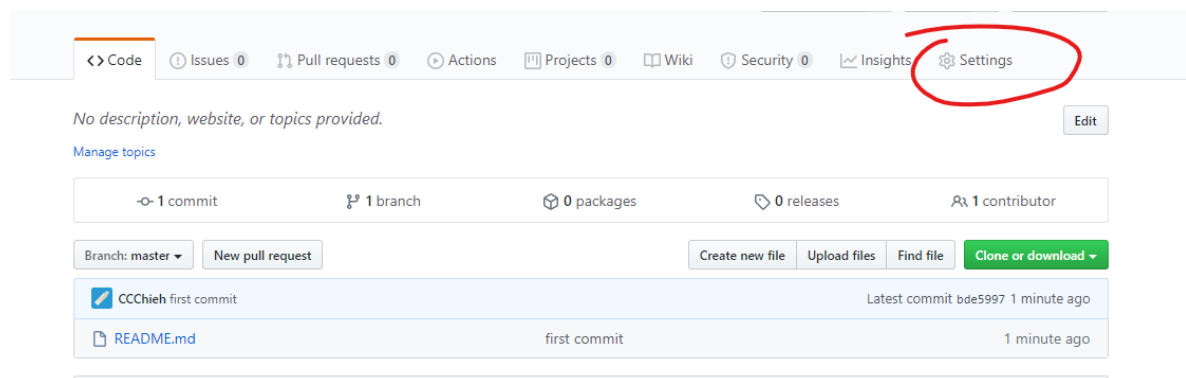 Code Issues 0 Pull requests 0 Actions Projects 0 Wiki Security 0 Insights Settings
No description, website, or topics provided. Edit
Manage topics
1 commit 1 branch 0 packages 0 releases 1 contributor
Branch: master New pull request Create new file Upload files Find file Clone or download
CCChieh first commit Latest commit bde5997 1 minute ago
README.md first commit 1 minute ago